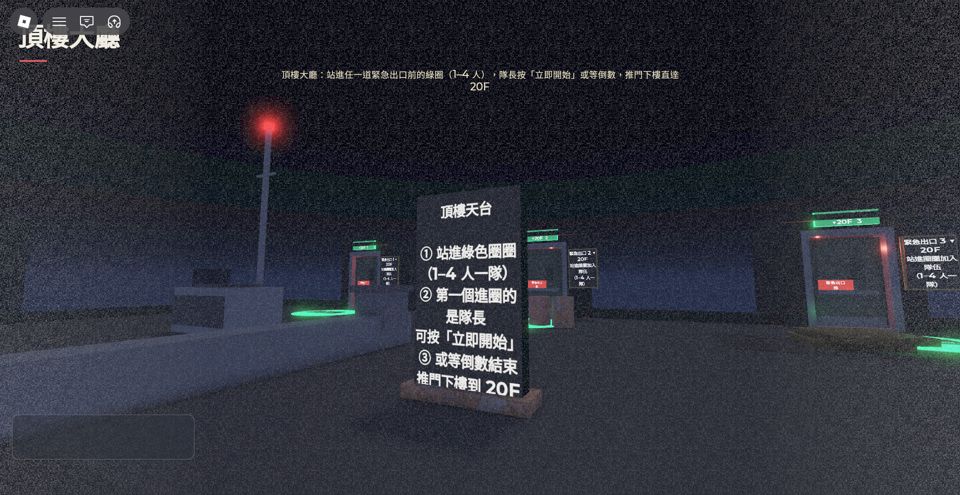 頂樓大廳
頂樓大廳：站進任一道緊急出口前的綠圈（1–4 人），隊長按「立即開始」或等倒數，推門下樓直達
20F
頂樓天台
① 站進綠色圈圈
（1–4 人一隊）
② 第一個進圈的
是隊長
可按「立即開始」
③ 或等倒數結束
推門下樓到 20F
20F 3
緊急出口 3
20F
站進圈圈加入
隊伍
（1–4 人一
隊）